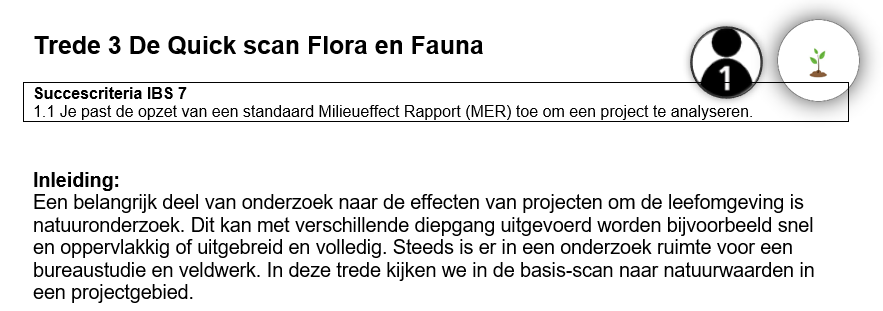 Trede 3 De Quick scan Flora en Fauna
1
Succescriteria IBS 7
1.1 Je past de opzet van een standaard Milieueffect Rapport (MER) toe om een project te analyseren.
Inleiding:
Een belangrijk deel van onderzoek naar de effecten van projecten om de leefomgeving is
natuuronderzoek. Dit kan met verschillende diepgang uitgevoerd worden bijvoorbeeld snel
en oppervlakkig of uitgebreid en volledig. Steeds is er in een onderzoek ruimte voor een
bureaustudie en veldwerk. In deze trede kijken we in de basis-scan naar natuurwaarden in
een projectgebied.